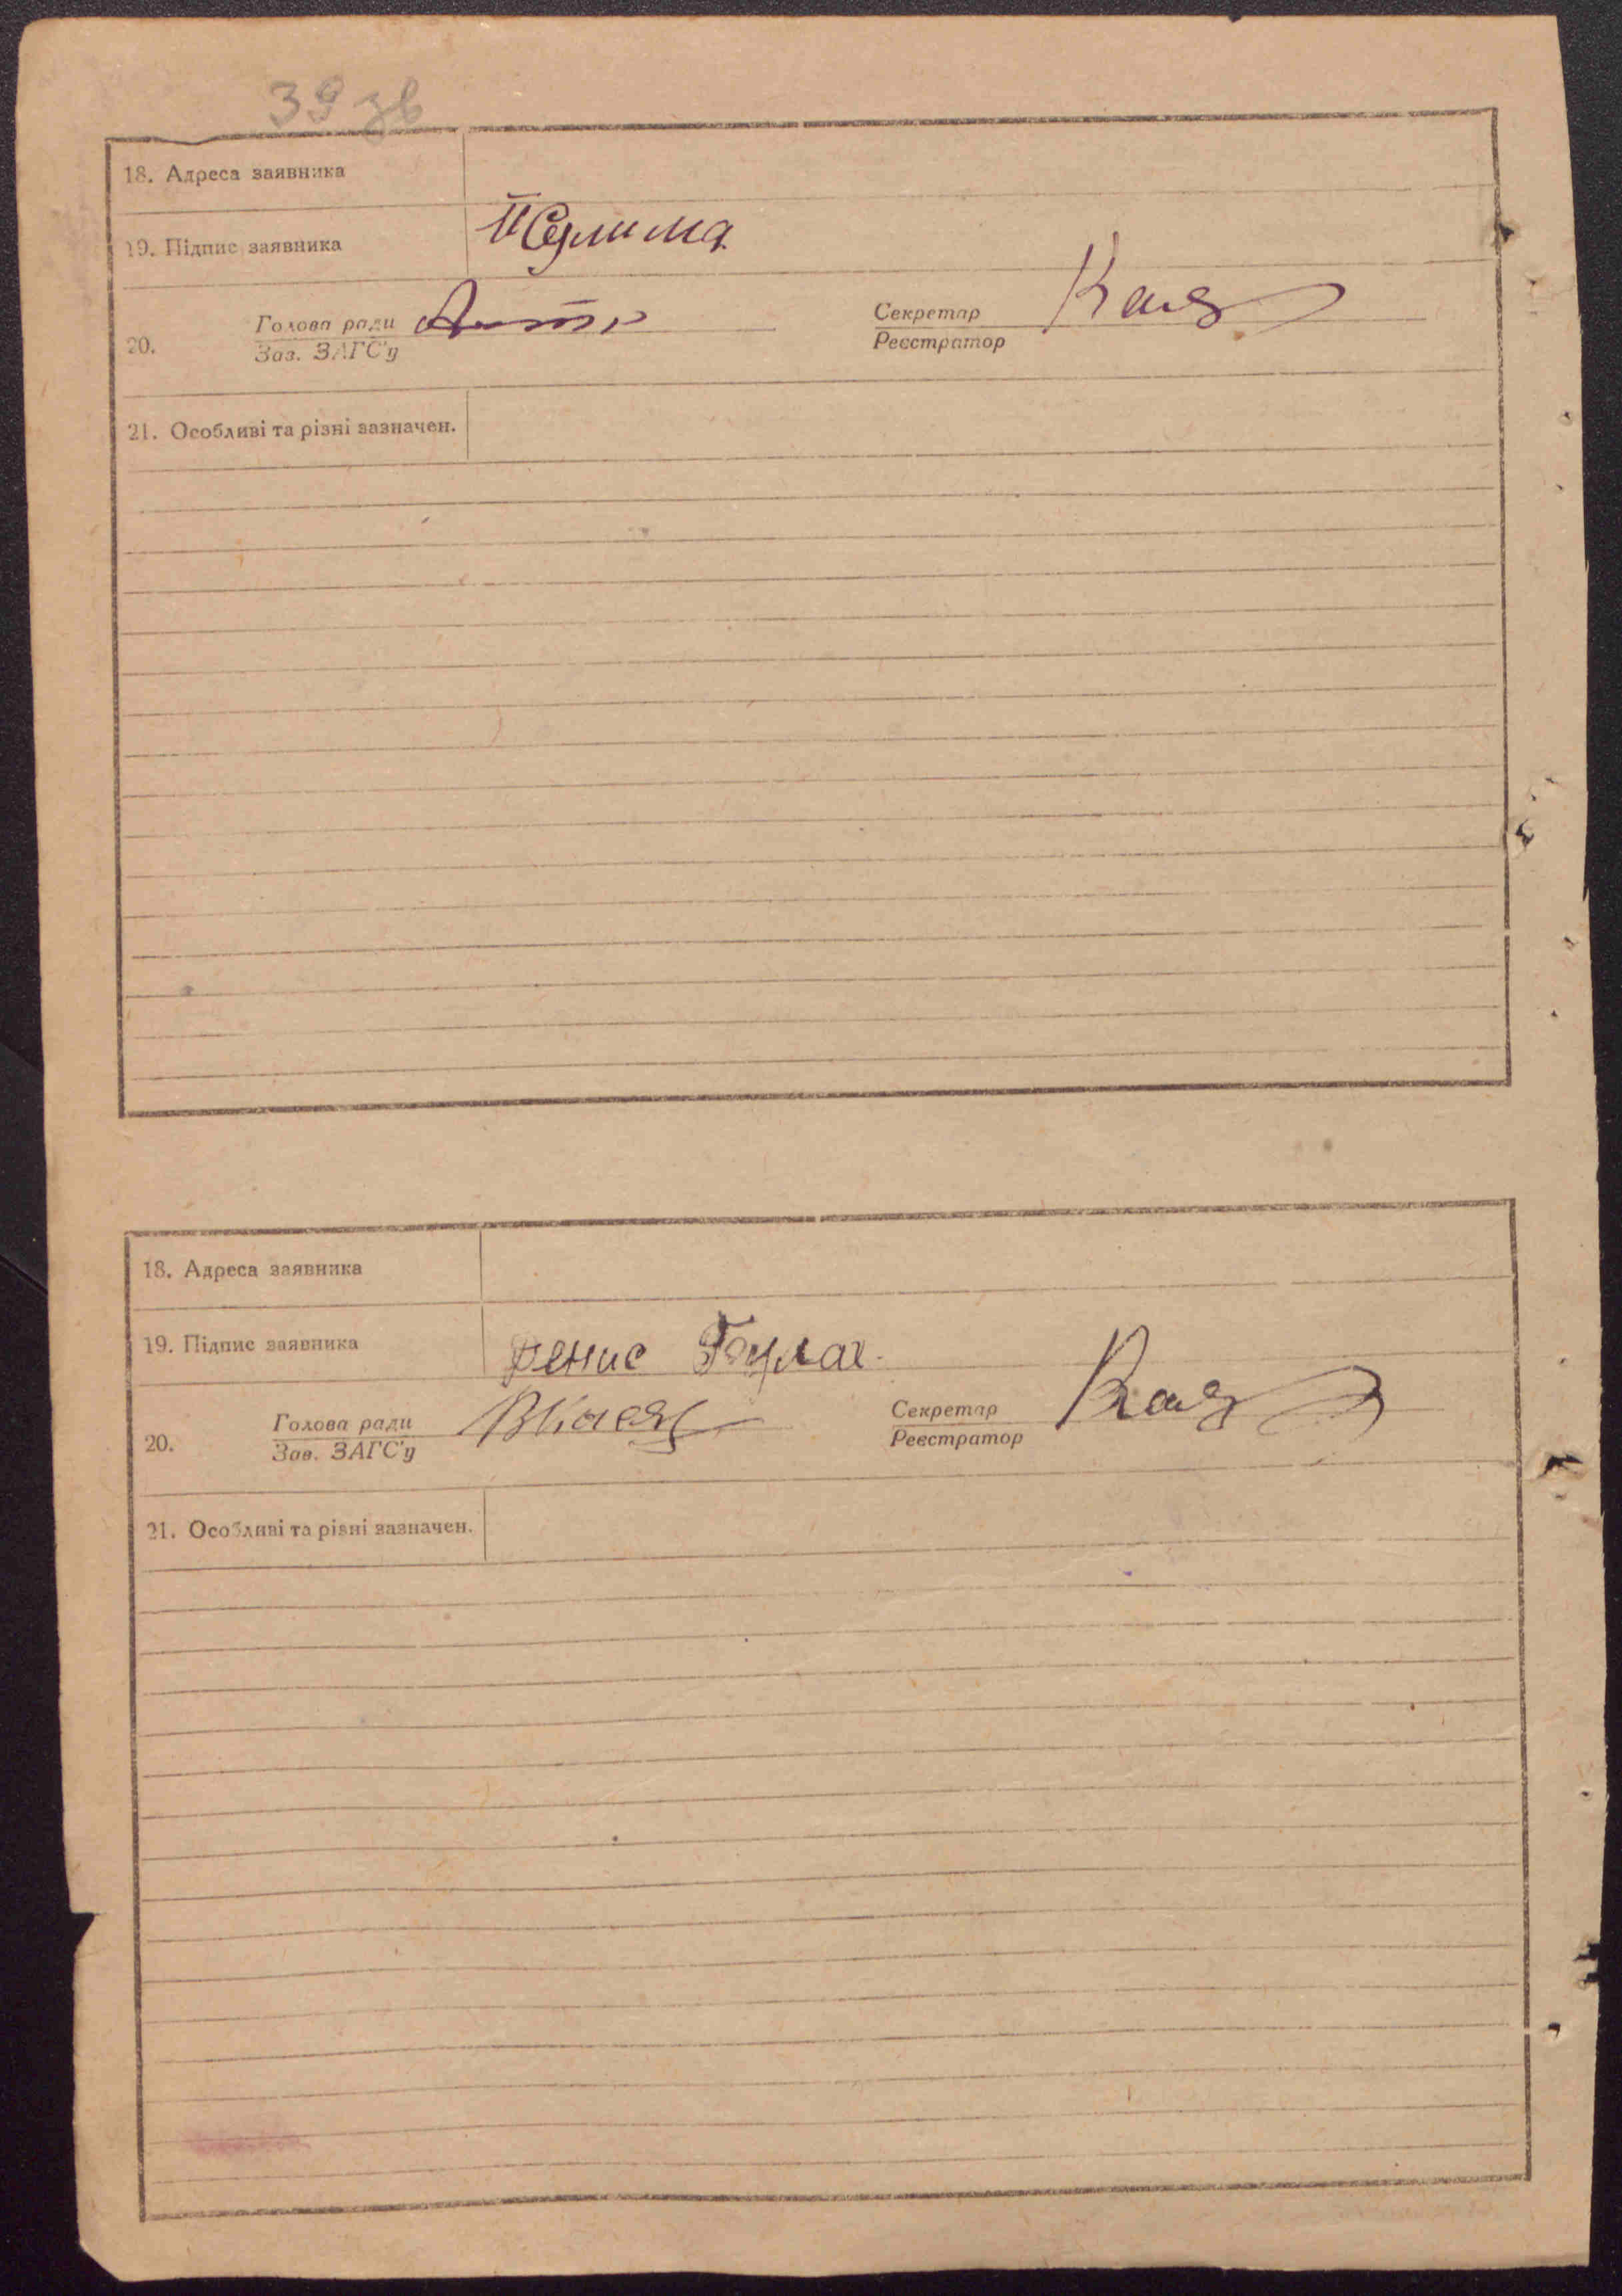 39 зв
18. Адреса заявника
19. Підпис заявника
20. Голова ради Секретар
Зав. ЗАГС'у Реєстратор
21. Особливі та різні зазначен.
18. Адреса заявника
19. Підпис заявника Денис Гудлах
20. Голова ради Секретар
Зав. ЗАГС'у Реєстратор
21. Особливі та різні зазначен.